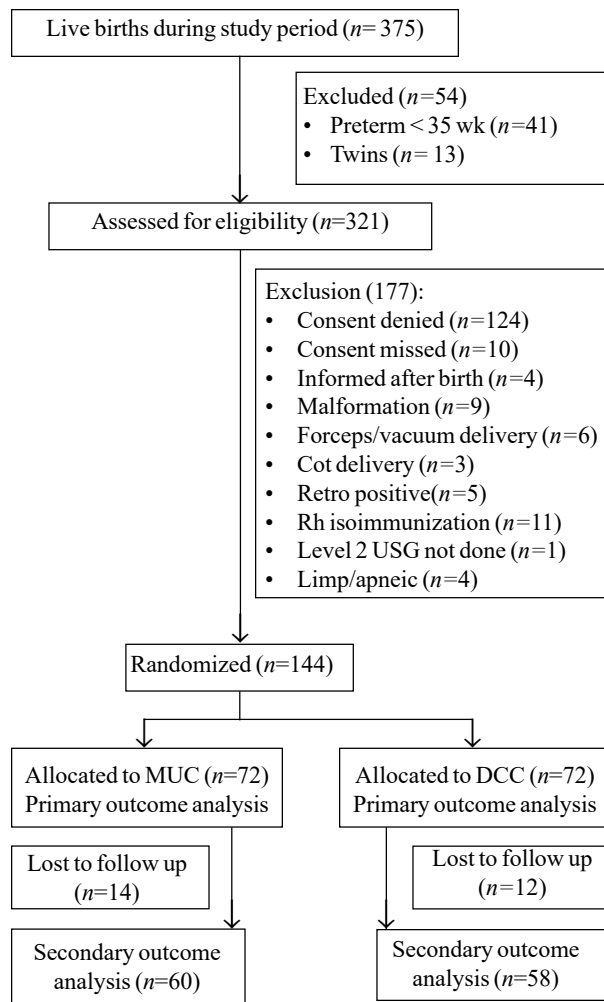 Live births during study period (n= 375)
Excluded (n=54)
• Preterm < 35 wk (n=41)
• Twins (n= 13)
Assessed for eligibility (n=321)
Exclusion (177):
• Consent denied (n=124)
• Consent missed (n=10)
• Informed after birth (n=4)
• Malformation (n=9)
• Forceps/vacuum delivery (n=6)
• Cot delivery (n=3)
• Retro positive(n=5)
• Rh isoimmunization (n=11)
• Level 2 USG not done (n=1)
• Limp/apneic (n=4)
Randomized (n=144)
Allocated to MUC (n=72)
Primary outcome analysis
Allocated to DCC (n=72)
Primary outcome analysis
Lost to follow up
(n=14)
Lost to follow up
(n=12)
Secondary outcome
analysis (n=60)
Secondary outcome
analysis (n=58)